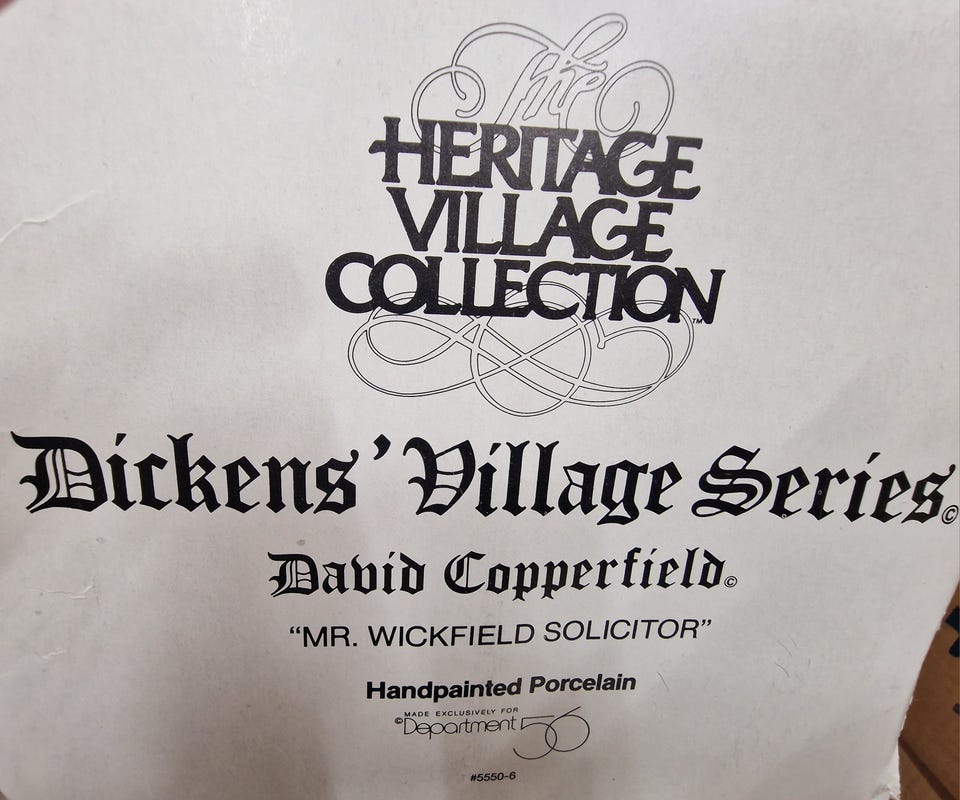 The
HERITAGE
VILLAGE
COLLECTION™
Dickens' Village Series©
David Copperfield©
“MR. WICKFIELD SOLICITOR”
Handpainted Porcelain
MADE EXCLUSIVELY FOR
©Department 56
#5550-6